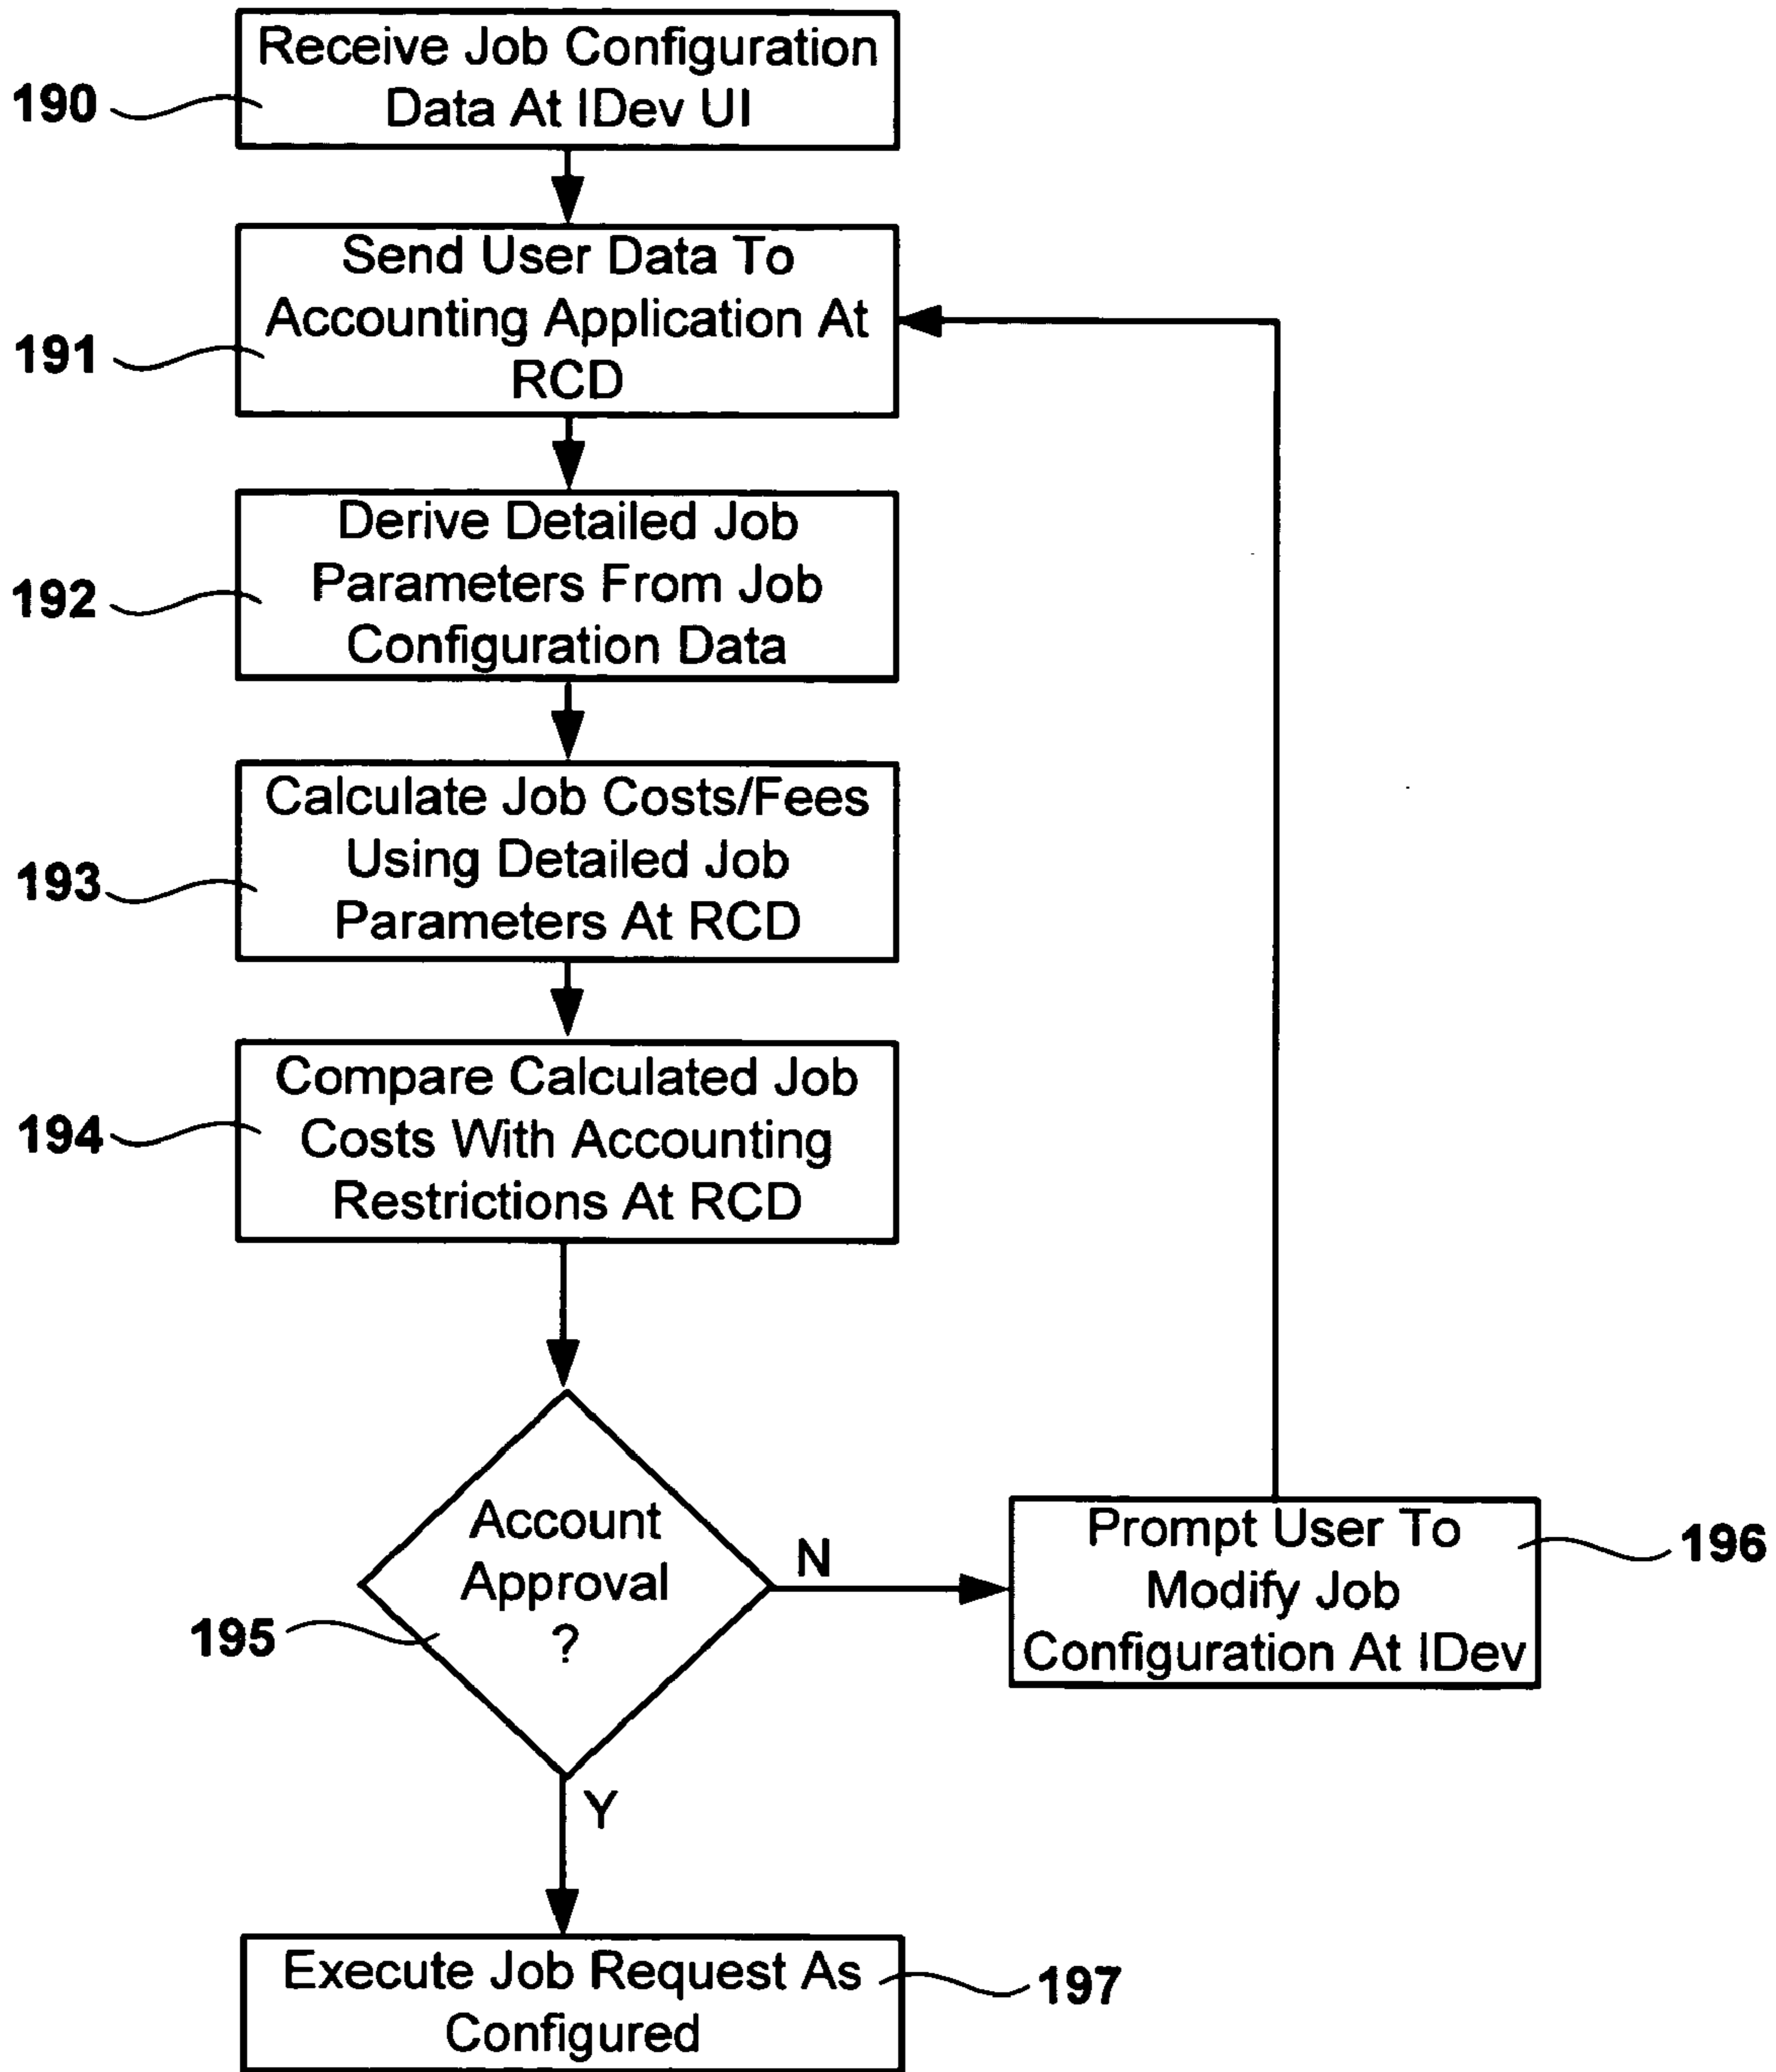 Receive Job Configuration
Data At IDev UI
190
Send User Data To
Accounting Application At
RCD
191
Derive Detailed Job
Parameters From Job
Configuration Data
192
Calculate Job Costs/Fees
Using Detailed Job
Parameters At RCD
193
Compare Calculated Job
Costs With Accounting
Restrictions At RCD
194
Account
Approval
?
195
N
Prompt User To
Modify Job
Configuration At IDev
196
Y
Execute Job Request As
Configured
197